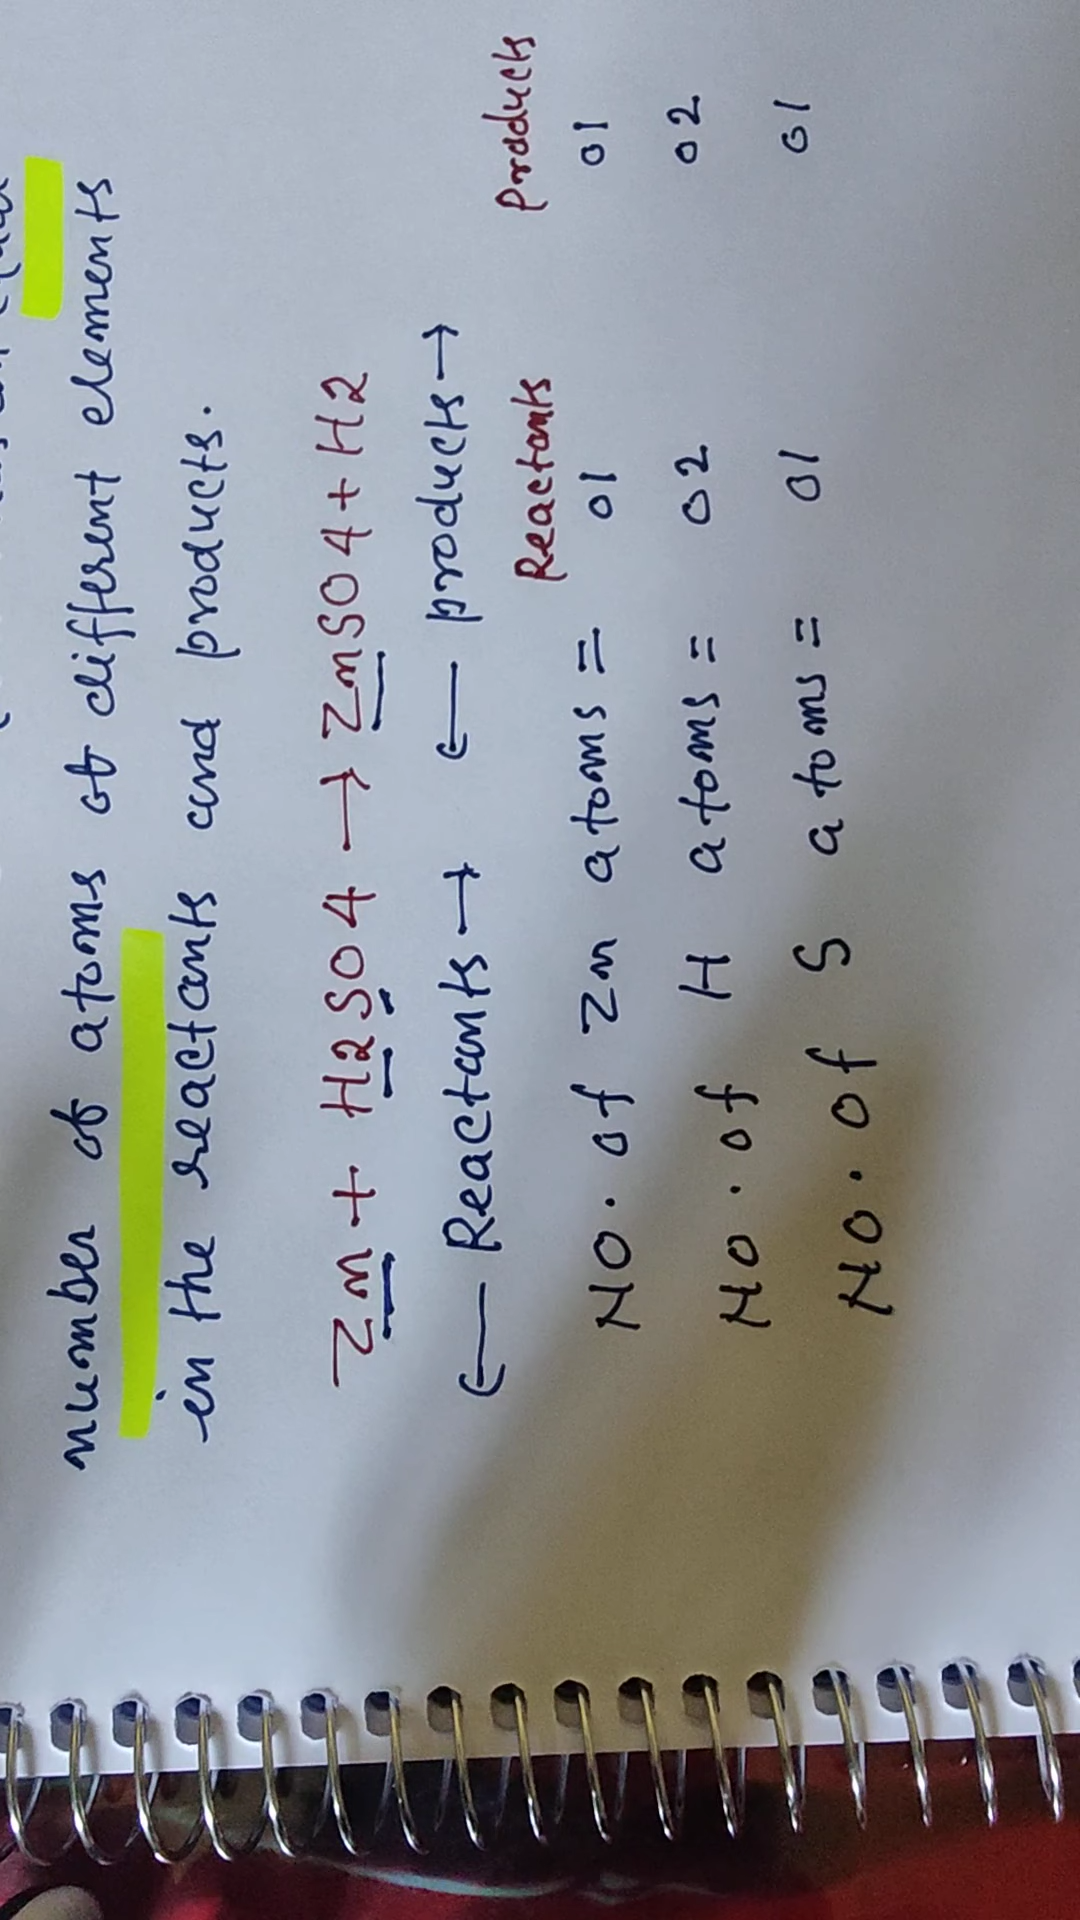 number of atoms of different elements
in the reactants and products.
Zn + H2SO4 → ZnSO4 + H2
← Reactants → ← products →
Reactants products
NO. of Zn atoms = 01 01
NO. of H atoms = 02 02
NO. of S atoms = 01 01